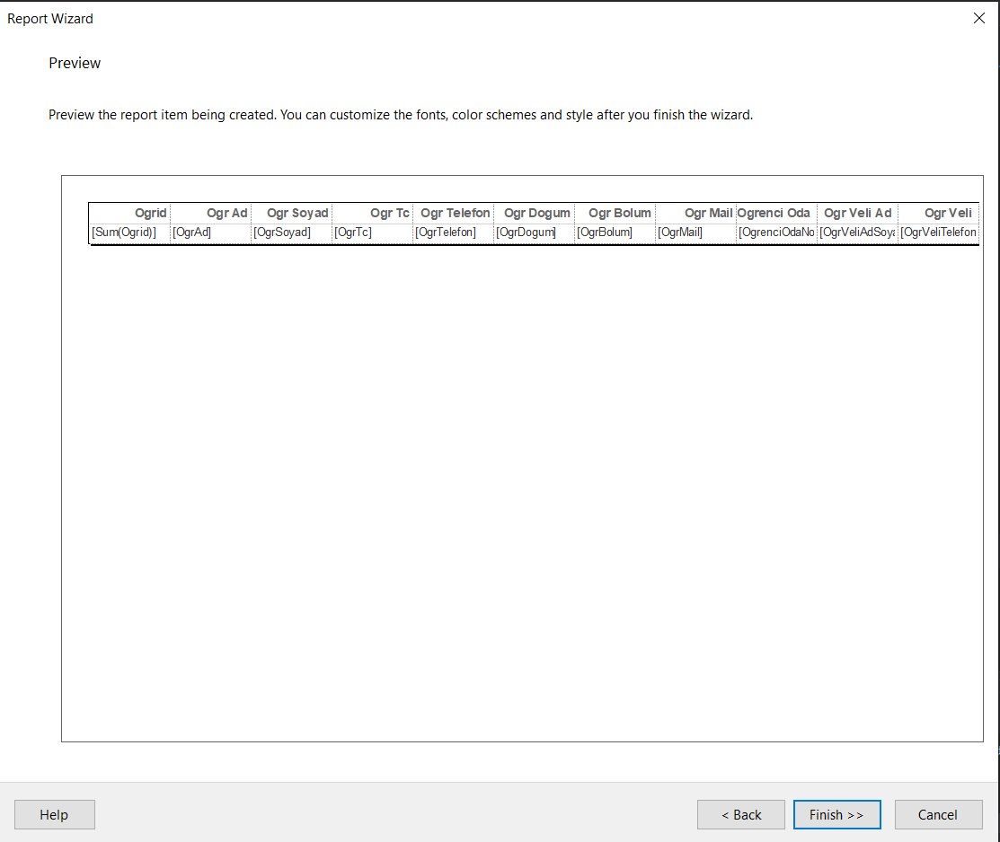 Report Wizard
Preview
Preview the report item being created. You can customize the fonts, color schemes and style after you finish the wizard.
Ogrid Ogr Ad Ogr Soyad Ogr Tc Ogr Telefon Ogr Dogum Ogr Bolum Ogr Mail Ogrenci Oda Ogr Veli Ad Ogr Veli
[Sum(Ogrid)] [OgrAd] [OgrSoyad] [OgrTc] [OgrTelefon] [OgrDogum] [OgrBolum] [OgrMail] [OgrenciOdaNo [OgrVeliAdSoya [OgrVeliTelefon
Help < Back Finish >> Cancel